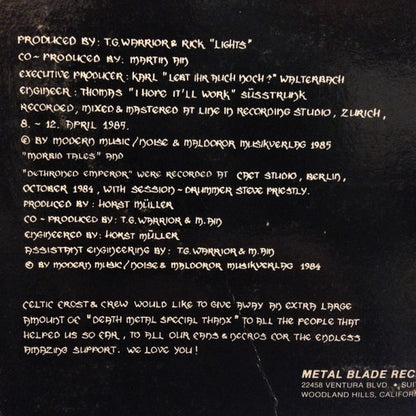 PRODUCED BY: T.G. WARRIOR & RICK "LIGHTS"
CO-PRODUCED BY: MARTIN AIN
EXECUTIVE PRODUCER: KARL "LEBT IHR AUCH NOCH?" WALTERBACH
ENGINEER: THOMAS "I HOPE IT'LL WORK" SÜSSTRUNK
RECORDED, MIXED & MASTERED AT LINE IN RECORDING STUDIO, ZURICH,
8. - 12. APRIL 1985.
© BY MODERN MUSIC/NOISE & MALDOROR MUSIKVERLAG 1985
"MORBID TALES" AND
"DETHRONED EMPEROR" WERE RECORDED AT CAET STUDIO, BERLIN,
OCTOBER 1984, WITH SESSION-DRUMMER STEVE PRIESTLY.
PRODUCED BY: HORST MÜLLER
CO-PRODUCED BY: T.G. WARRIOR & M. AIN
ENGINEERED BY: HORST MÜLLER
ASSISTANT ENGINEERING BY: T.G. WARRIOR & M. AIN
© BY MODERN MUSIC/NOISE & MALDOROR MUSIKVERLAG 1984
CELTIC FROST & CREW WOULD LIKE TO GIVE AWAY AN EXTRA LARGE
AMOUNT OF "DEATH METAL SPECIAL THANX" TO ALL THE PEOPLE THAT
HELPED US SO FAR, TO ALL OUR FANS & NECROS FOR THE ENDLESS
AMAZING SUPPORT. WE LOVE YOU!
METAL BLADE REC
22458 VENTURA BLVD. • SUI
WOODLAND HILLS, CALIFOR